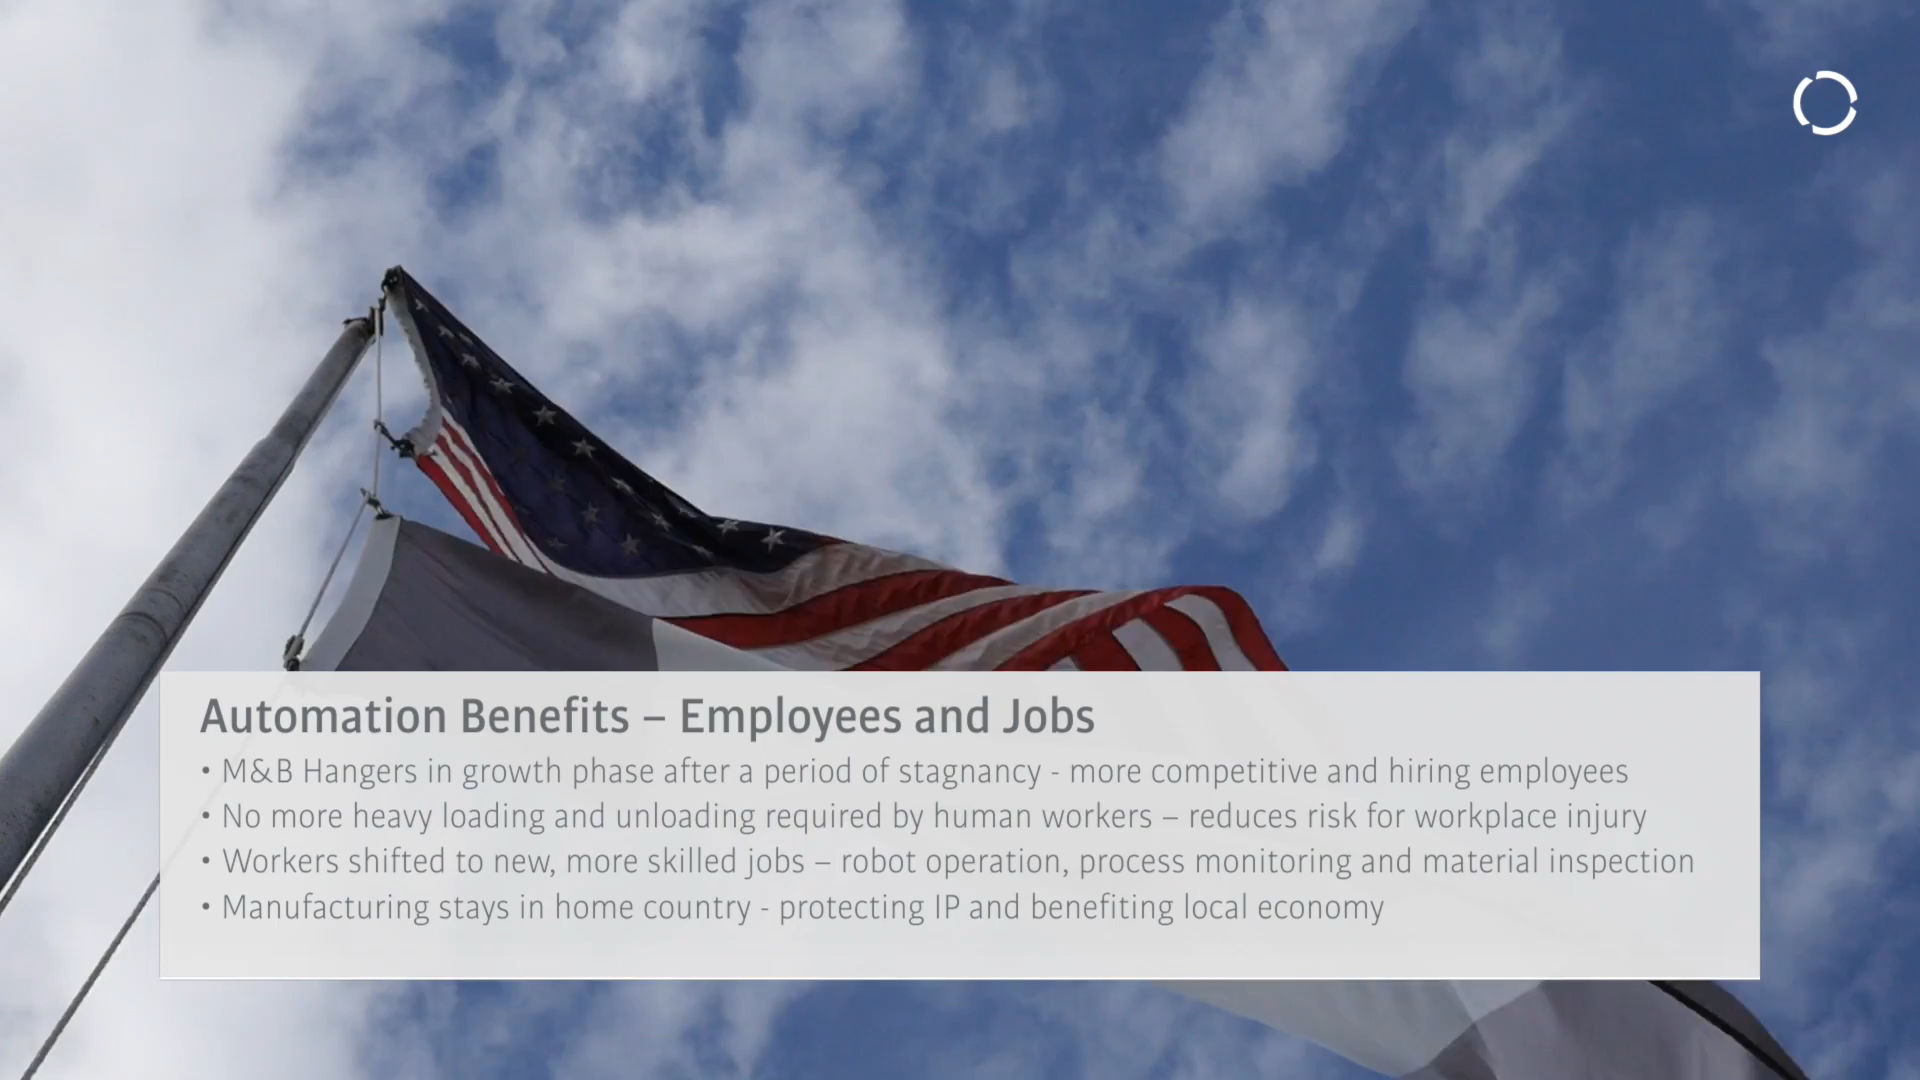 Automation Benefits – Employees and Jobs
• M&B Hangers in growth phase after a period of stagnancy - more competitive and hiring employees
• No more heavy loading and unloading required by human workers – reduces risk for workplace injury
• Workers shifted to new, more skilled jobs – robot operation, process monitoring and material inspection
• Manufacturing stays in home country - protecting IP and benefiting local economy